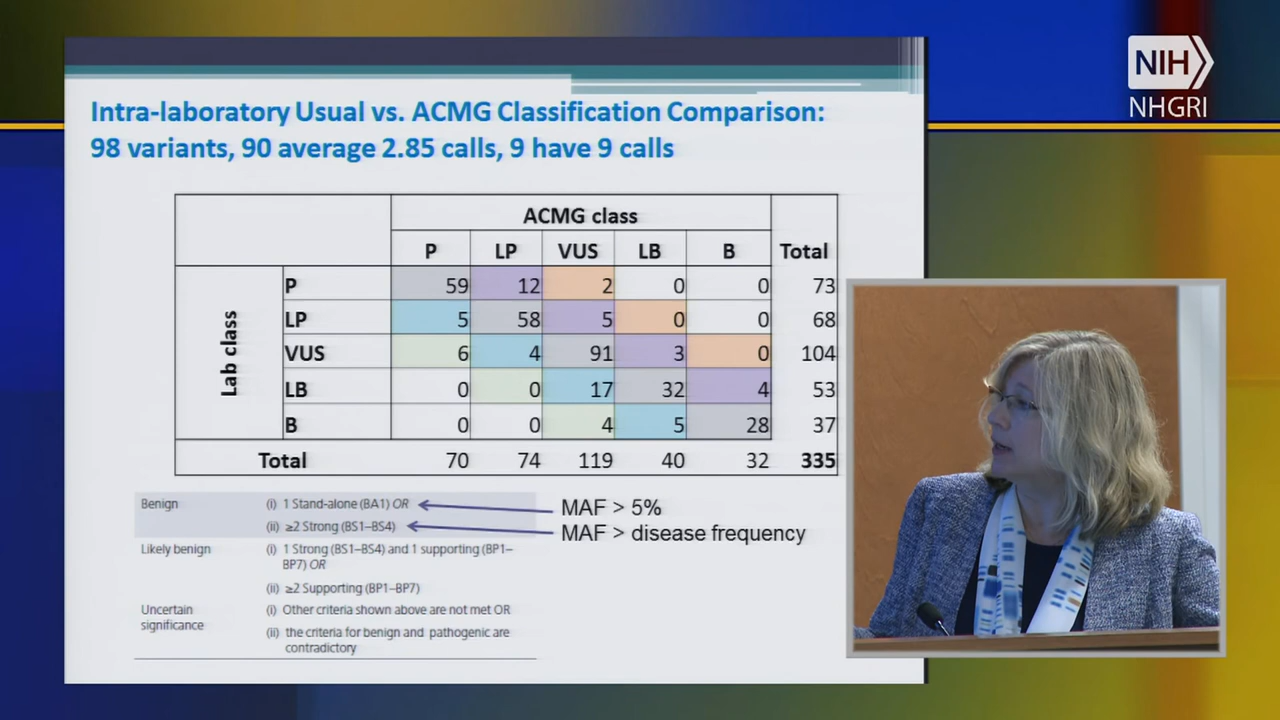 NIH
NHGRI
Intra-laboratory Usual vs. ACMG Classification Comparison:
98 variants, 90 average 2.85 calls, 9 have 9 calls
ACMG class
P LP VUS LB B Total
Lab class
P 59 12 2 0 0 73
LP 5 58 5 0 0 68
VUS 6 4 91 3 0 104
LB 0 0 17 32 4 53
B 0 0 4 5 28 37
Total 70 74 119 40 32 335
Benign (i) 1 Stand-alone (BA1) OR MAF > 5%
(ii) ≥2 Strong (BS1–BS4) MAF > disease frequency
Likely benign (i) 1 Strong (BS1–BS4) and 1 supporting (BP1–
BP7) OR
(ii) ≥2 Supporting (BP1–BP7)
Uncertain (i) Other criteria shown above are not met OR
significance (ii) the criteria for benign and pathogenic are
contradictory